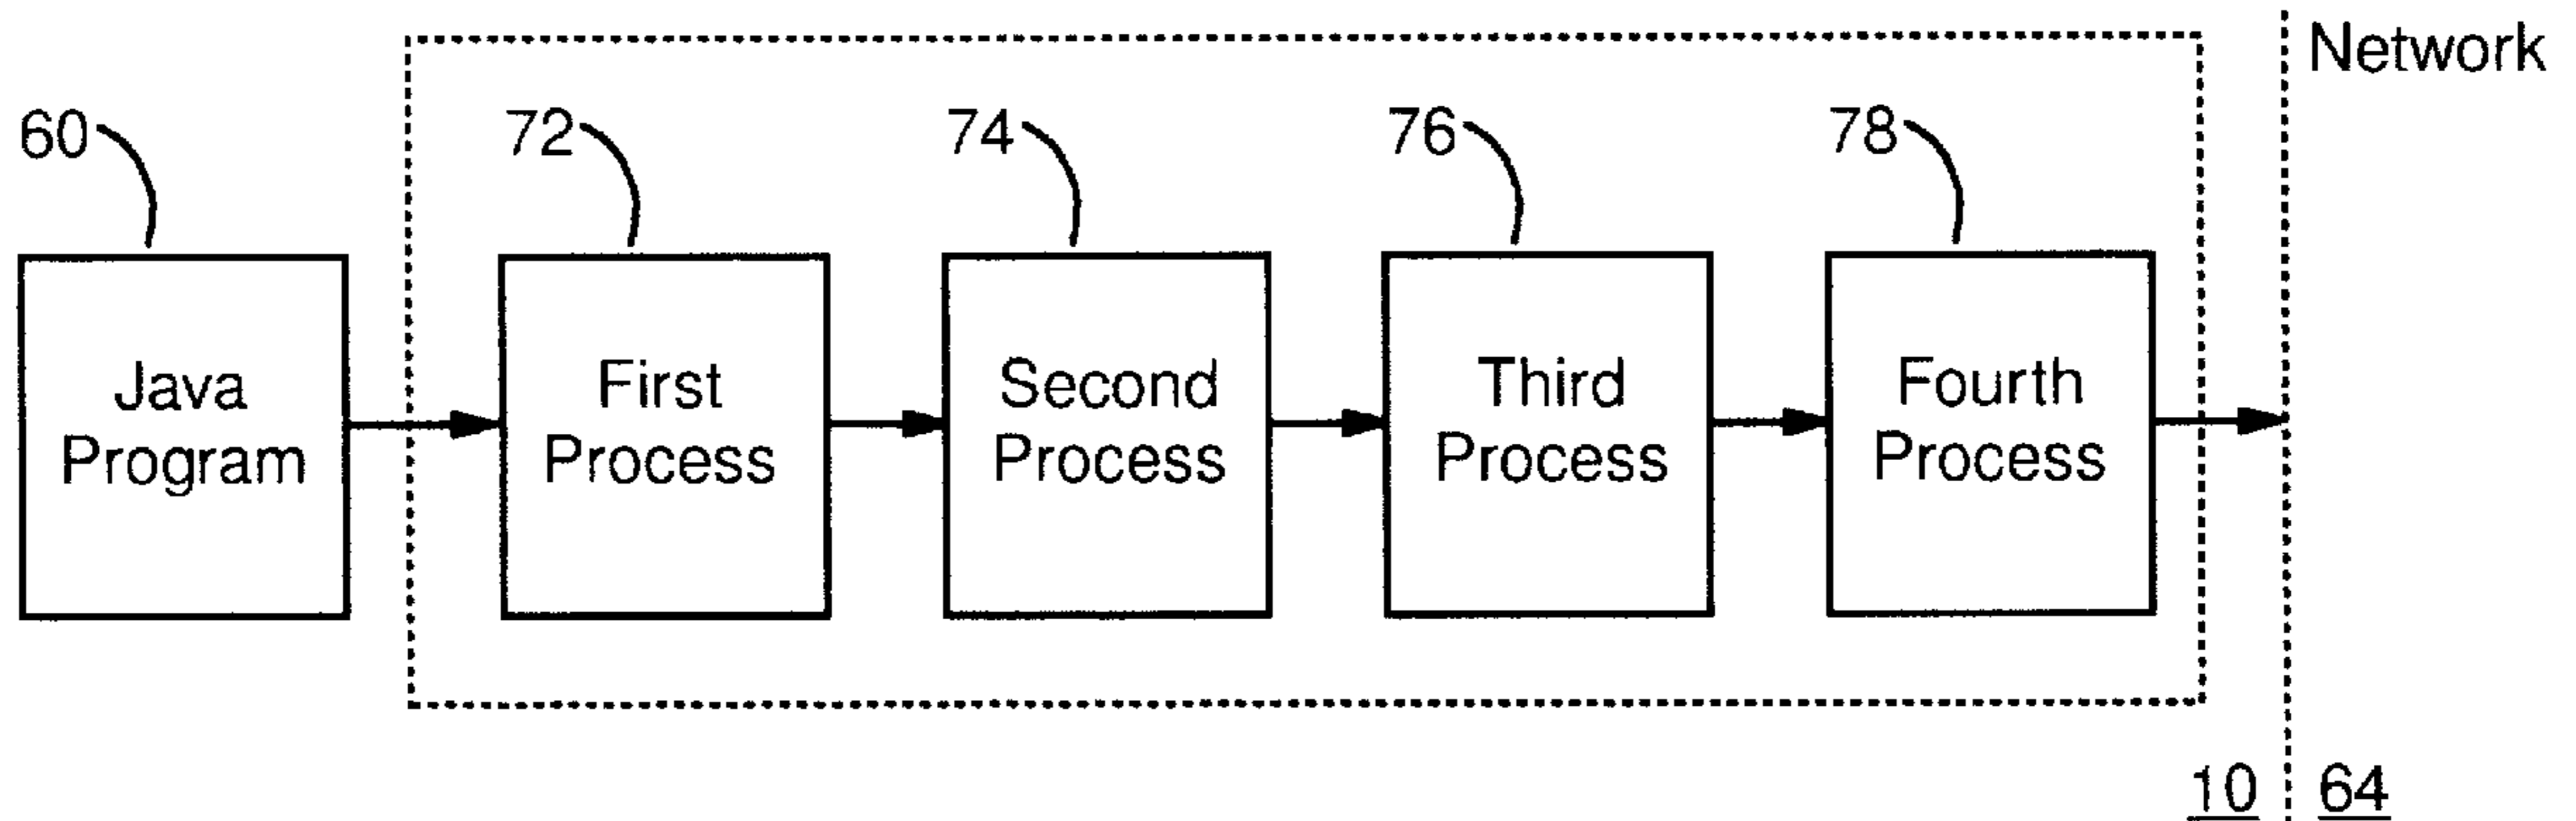 Network
60
72
74
76
78
Java
Program
First
Process
Second
Process
Third
Process
Fourth
Process
10
64